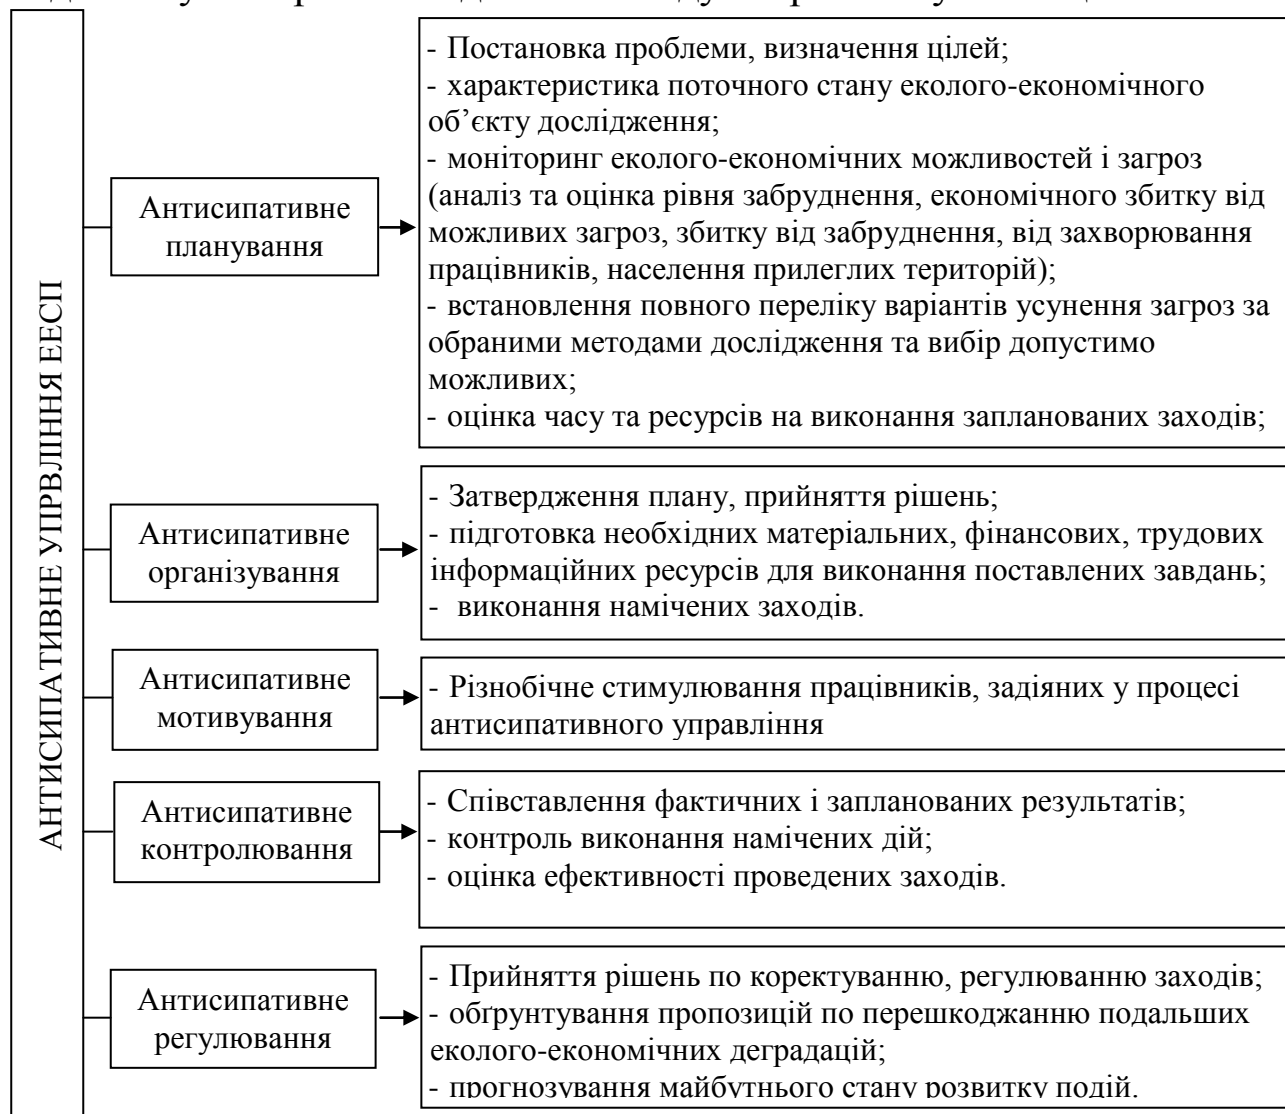 АНТИСИПАТИВНЕ УПРВЛІННЯ ЕЕСП
Антисипативне
планування
- Постановка проблеми, визначення цілей;
- характеристика поточного стану еколого-економічного
об’єкту дослідження;
- моніторинг еколого-економічних можливостей і загроз
(аналіз та оцінка рівня забруднення, економічного збитку від
можливих загроз, збитку від забруднення, від захворювання
працівників, населення прилеглих територій);
- встановлення повного переліку варіантів усунення загроз за
обраними методами дослідження та вибір допустимо
можливих;
- оцінка часу та ресурсів на виконання запланованих заходів;
Антисипативне
організування
- Затвердження плану, прийняття рішень;
- підготовка необхідних матеріальних, фінансових, трудових
інформаційних ресурсів для виконання поставлених завдань;
- виконання намічених заходів.
Антисипативне
мотивування
- Різнобічне стимулювання працівників, задіяних у процесі
антисипативного управління
Антисипативне
контролювання
- Співставлення фактичних і запланованих результатів;
- контроль виконання намічених дій;
- оцінка ефективності проведених заходів.
Антисипативне
регулювання
- Прийняття рішень по коректуванню, регулюванню заходів;
- обґрунтування пропозицій по перешкоджанню подальших
еколого-економічних деградацій;
- прогнозування майбутнього стану розвитку подій.